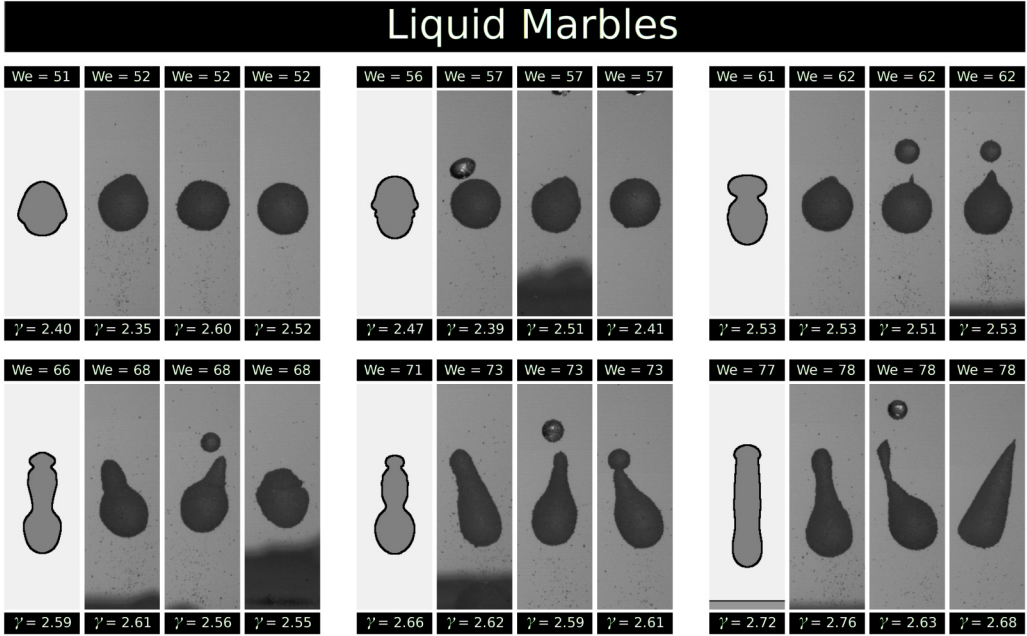 Liquid Marbles
We = 51 We = 52 We = 52 We = 52 We = 56 We = 57 We = 57 We = 57 We = 61 We = 62 We = 62 We = 62
γ = 2.40 γ = 2.35 γ = 2.60 γ = 2.52 γ = 2.47 γ = 2.39 γ = 2.51 γ = 2.41 γ = 2.53 γ = 2.53 γ = 2.51 γ = 2.53
We = 66 We = 68 We = 68 We = 68 We = 71 We = 73 We = 73 We = 73 We = 77 We = 78 We = 78 We = 78
γ = 2.59 γ = 2.61 γ = 2.56 γ = 2.55 γ = 2.66 γ = 2.62 γ = 2.59 γ = 2.61 γ = 2.72 γ = 2.76 γ = 2.63 γ = 2.68